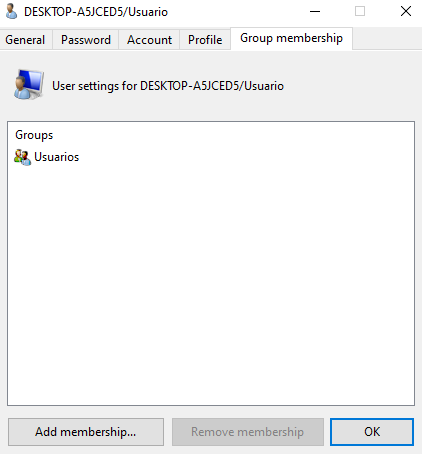 DESKTOP-A5JCED5/Usuario
General Password Account Profile Group membership
User settings for DESKTOP-A5JCED5/Usuario
Groups
Usuarios
Add membership... Remove membership OK